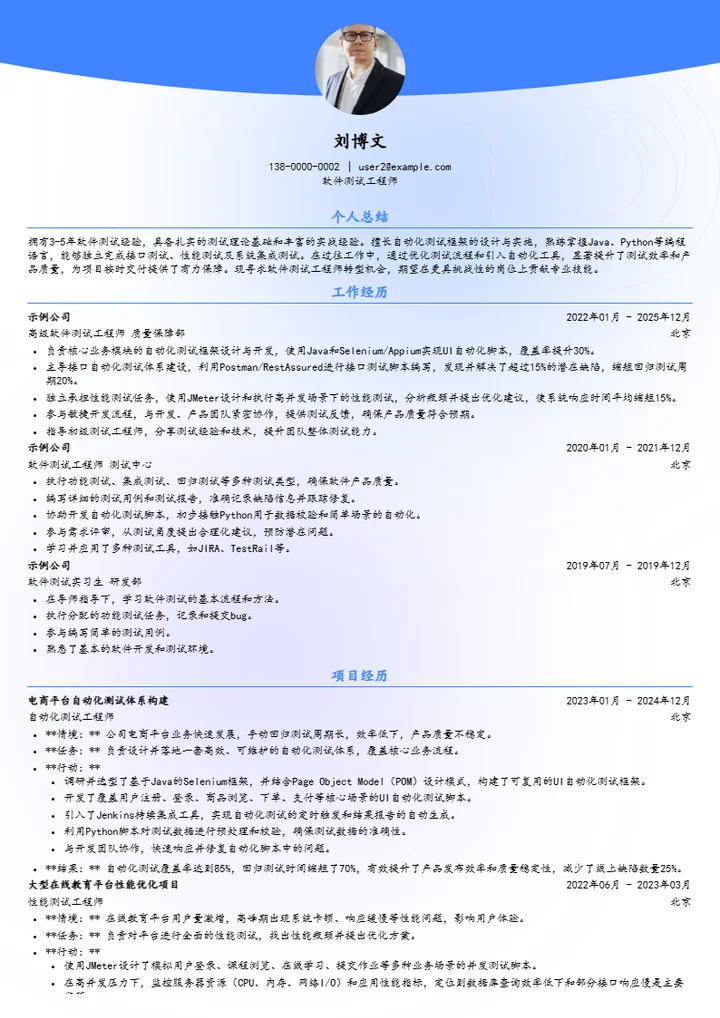 刘博文
138-0000-0002 | user2@example.com
软件测试工程师
个人总结
拥有3-5年软件测试经验，具备扎实的测试理论基础和丰富的实战经验。擅长自动化测试框架的设计与实施，熟练掌握Java、Python等编程
语言，能够独立完成接口测试、性能测试及系统集成测试。在过往工作中，通过优化测试流程和引入自动化工具，显著提升了测试效率和产
品质量，为项目按时交付提供了有力保障。现寻求软件测试工程师转型机会，期望在更具挑战性的岗位上贡献专业技能。
工作经历
示例公司 2022年01月 - 2025年12月
高级软件测试工程师 质量保障部 北京
• 负责核心业务模块的自动化测试框架设计与开发，使用Java和Selenium/Appium实现UI自动化脚本，覆盖率提升30%。
• 主导接口自动化测试体系建设，利用Postman/RestAssured进行接口测试脚本编写，发现并解决了超过15%的潜在缺陷，缩短回归测试周
期20%。
• 独立承担性能测试任务，使用JMeter设计和执行高并发场景下的性能测试，分析瓶颈并提出优化建议，使系统响应时间平均缩短15%。
• 参与敏捷开发流程，与开发、产品团队紧密协作，提供测试反馈，确保产品质量符合预期。
• 指导初级测试工程师，分享测试经验和技术，提升团队整体测试能力。
示例公司 2020年01月 - 2021年12月
软件测试工程师 测试中心 北京
• 执行功能测试、集成测试、回归测试等多种测试类型，确保软件产品质量。
• 编写详细的测试用例和测试报告，准确记录缺陷信息并跟踪修复。
• 协助开发自动化测试脚本，初步接触Python用于数据校验和简单场景的自动化。
• 参与需求评审，从测试角度提出合理化建议，预防潜在问题。
• 学习并应用了多种测试工具，如JIRA、TestRail等。
示例公司 2019年07月 - 2019年12月
软件测试实习生 研发部 北京
• 在导师指导下，学习软件测试的基本流程和方法。
• 执行分配的功能测试任务，记录和提交bug。
• 参与编写简单的测试用例。
• 熟悉了基本的软件开发和测试环境。
项目经历
电商平台自动化测试体系构建 2023年01月 - 2024年12月
自动化测试工程师 北京
• **情境：** 公司电商平台业务快速发展，手动回归测试周期长，效率低下，产品质量不稳定。
• **任务：** 负责设计并落地一套高效、可维护的自动化测试体系，覆盖核心业务流程。
• **行动：**
• 调研并选型了基于Java的Selenium框架，并结合Page Object Model（POM）设计模式，构建了可复用的UI自动化测试框架。
• 开发了覆盖用户注册、登录、商品浏览、下单、支付等核心场景的UI自动化测试脚本。
• 引入了Jenkins持续集成工具，实现自动化测试的定时触发和结果报告的自动生成。
• 利用Python脚本对测试数据进行预处理和校验，确保测试数据的准确性。
• 与开发团队协作，快速响应并修复自动化脚本中的问题。
• **结果：** 自动化测试覆盖率达到85%，回归测试时间缩短了70%，有效提升了产品发布效率和质量稳定性，减少了线上缺陷数量25%。
大型在线教育平台性能优化项目 2022年06月 - 2023年03月
性能测试工程师 北京
• **情境：** 在线教育平台用户量激增，高峰期出现系统卡顿、响应缓慢等性能问题，影响用户体验。
• **任务：** 负责对平台进行全面的性能测试，找出性能瓶颈并提出优化方案。
• **行动：**
• 使用JMeter设计了模拟用户登录、课程浏览、在线学习、提交作业等多种业务场景的并发测试脚本。
• 在高并发压力下，监控服务器资源（CPU、内存、网络I/O）和应用性能指标，定位到数据库查询效率低下和部分接口响应慢是主要